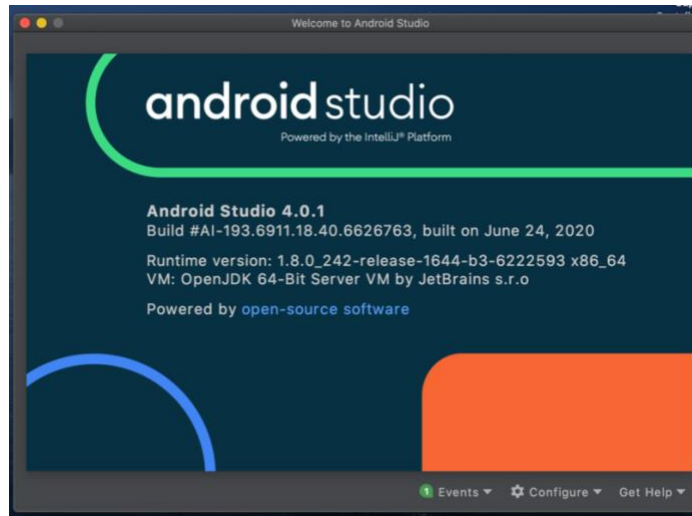 Welcome to Android Studio
android studio
Powered by the IntelliJ® Platform
Android Studio 4.0.1
Build #AI-193.6911.18.40.6626763, built on June 24, 2020
Runtime version: 1.8.0_242-release-1644-b3-6222593 x86_64
VM: OpenJDK 64-Bit Server VM by JetBrains s.r.o
Powered by open-source software
1 Events Configure Get Help